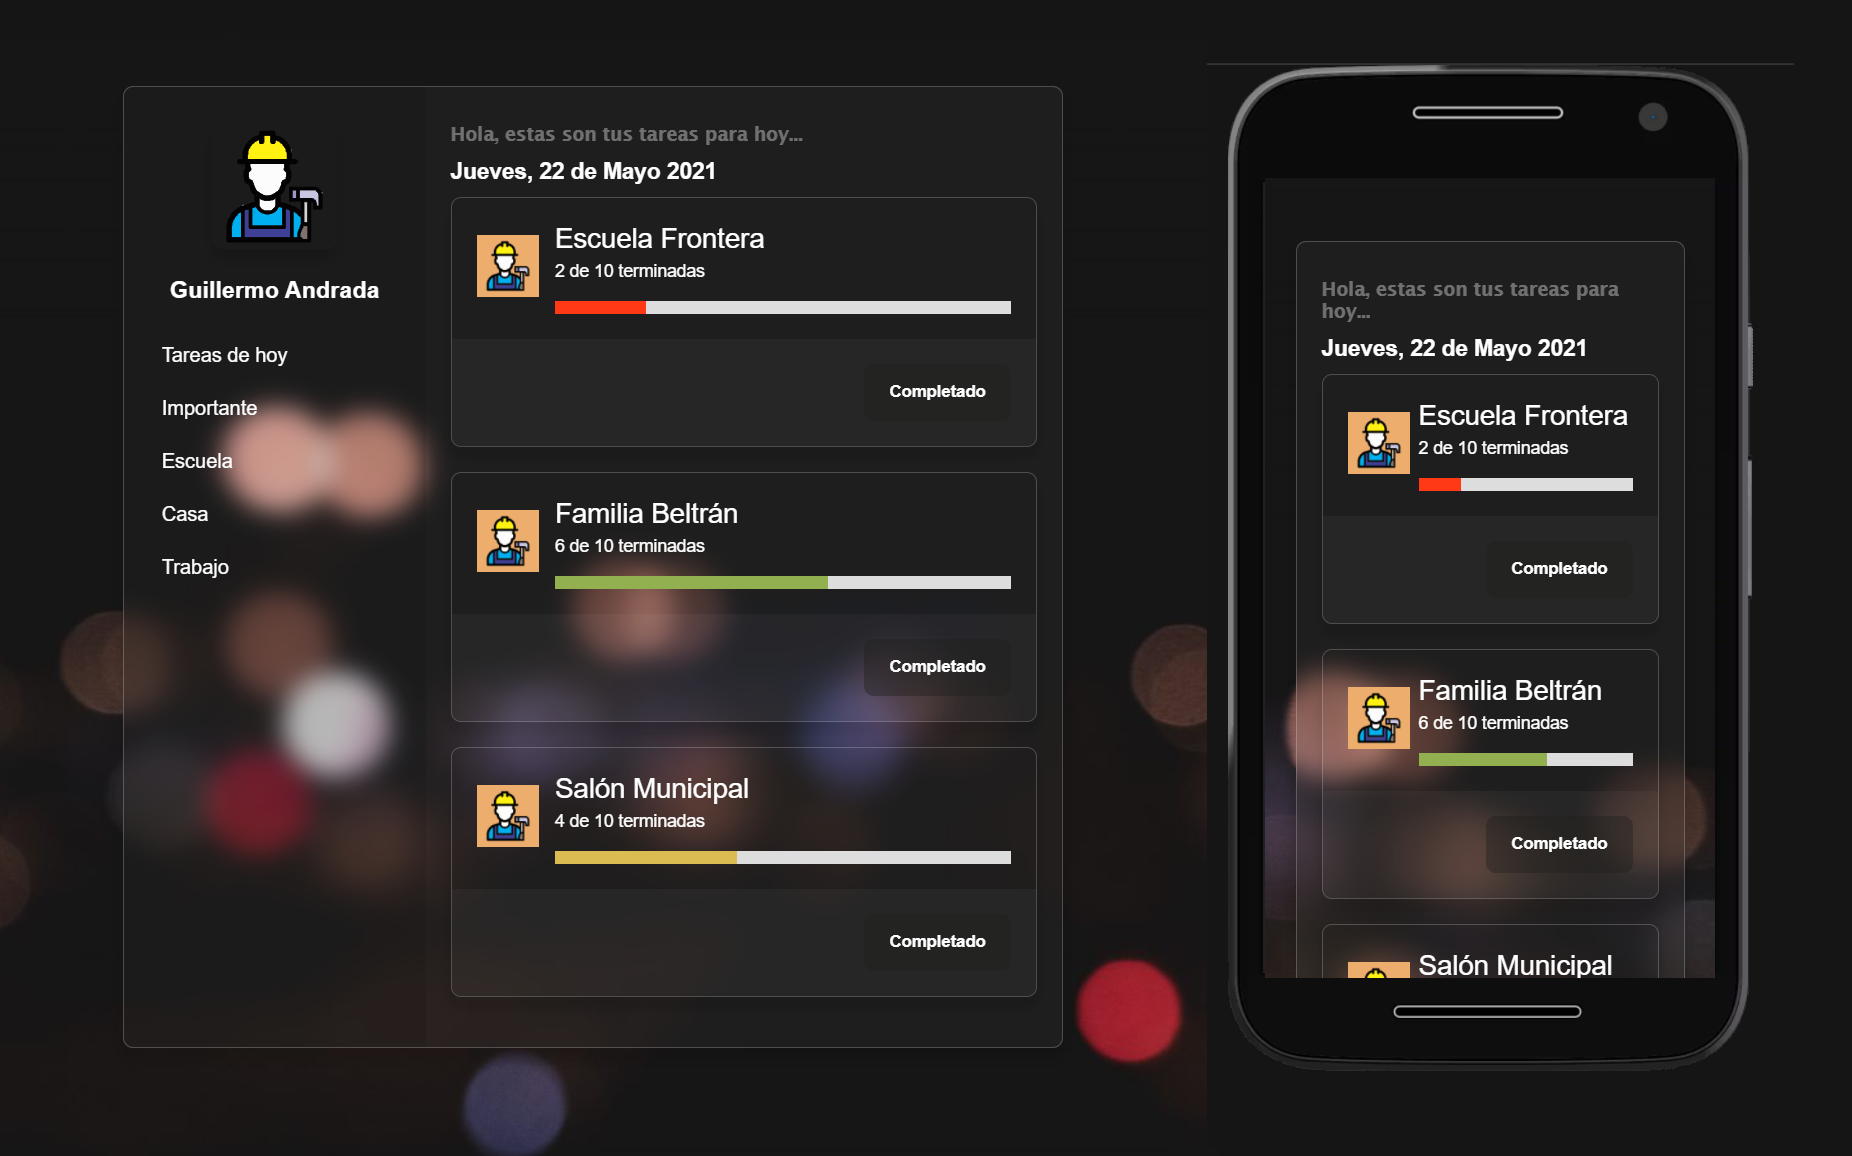 Guillermo Andrada
Tareas de hoy
Importante
Escuela
Casa
Trabajo
Hola, estas son tus tareas para hoy...
Jueves, 22 de Mayo 2021
Escuela Frontera
2 de 10 terminadas
Completado
Familia Beltrán
6 de 10 terminadas
Completado
Salón Municipal
4 de 10 terminadas
Completado
Hola, estas son tus tareas para
hoy...
Jueves, 22 de Mayo 2021
Escuela Frontera
2 de 10 terminadas
Completado
Familia Beltrán
6 de 10 terminadas
Completado
Salón Municipal